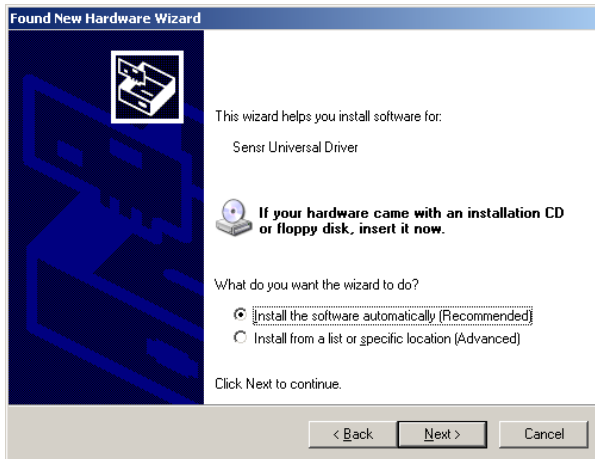 Found New Hardware Wizard
This wizard helps you install software for:
Sensr Universal Driver
If your hardware came with an installation CD
or floppy disk, insert it now.
What do you want the wizard to do?
Install the software automatically (Recommended)
Install from a list or specific location (Advanced)
Click Next to continue.
< Back
Next >
Cancel